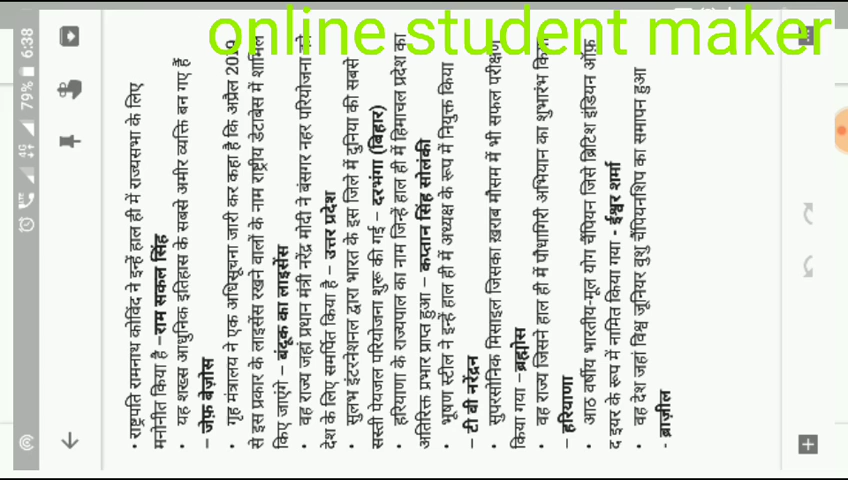 online student maker
6:38
79%
4G
LTE
• राष्ट्रपति रामनाथ कोविंद ने इन्हें हाल ही में राज्यसभा के लिए
मनोनीत किया है –राम सकल सिंह
• यह शख्स आधुनिक इतिहास के सबसे अमीर व्यक्ति बन गए हैं
– जेफ़ बेज़ोस
• गृह मंत्रालय ने एक अधिसूचना जारी कर कहा है कि अप्रैल 2019
से इस प्रकार के लाइसेंस रखने वालों के नाम राष्ट्रीय डेटाबेस में शामिल
किए जाएंगे – बंदूक का लाइसेंस
• वह राज्य जहां प्रधान मंत्री नरेंद्र मोदी ने बंसगर नहर परियोजना को
देश के लिए समर्पित किया है – उत्तर प्रदेश
• सुलभ इंटरनेशनल द्वारा भारत के इस जिले में दुनिया की सबसे
सस्ती पेयजल परियोजना शुरू की गई – दरभंगा (बिहार)
• हरियाणा के राज्यपाल का नाम जिन्हें हाल ही में हिमाचल प्रदेश का
अतिरिक्त प्रभार प्राप्त हुआ – कप्तान सिंह सोलंकी
• भूषण स्टील ने इन्हें हाल ही में अध्यक्ष के रूप में नियुक्त किया
– टी वी नरेंद्रन
• सुपरसोनिक मिसाइल जिसका ख़राब मौसम में भी सफल परीक्षण
किया गया –ब्रह्मोस
• वह राज्य जिसने हाल ही में पौधागिरी अभियान का शुभारंभ किया
– हरियाणा
• आठ वर्षीय भारतीय-मूल योग चैंपियन जिसे ब्रिटिश इंडियन ऑफ़
द इयर के रूप में नामित किया गया - ईश्वर शर्मा
• वह देश जहां विश्व जूनियर वुशु चैंपियनशिप का समापन हुआ
- ब्राज़ील